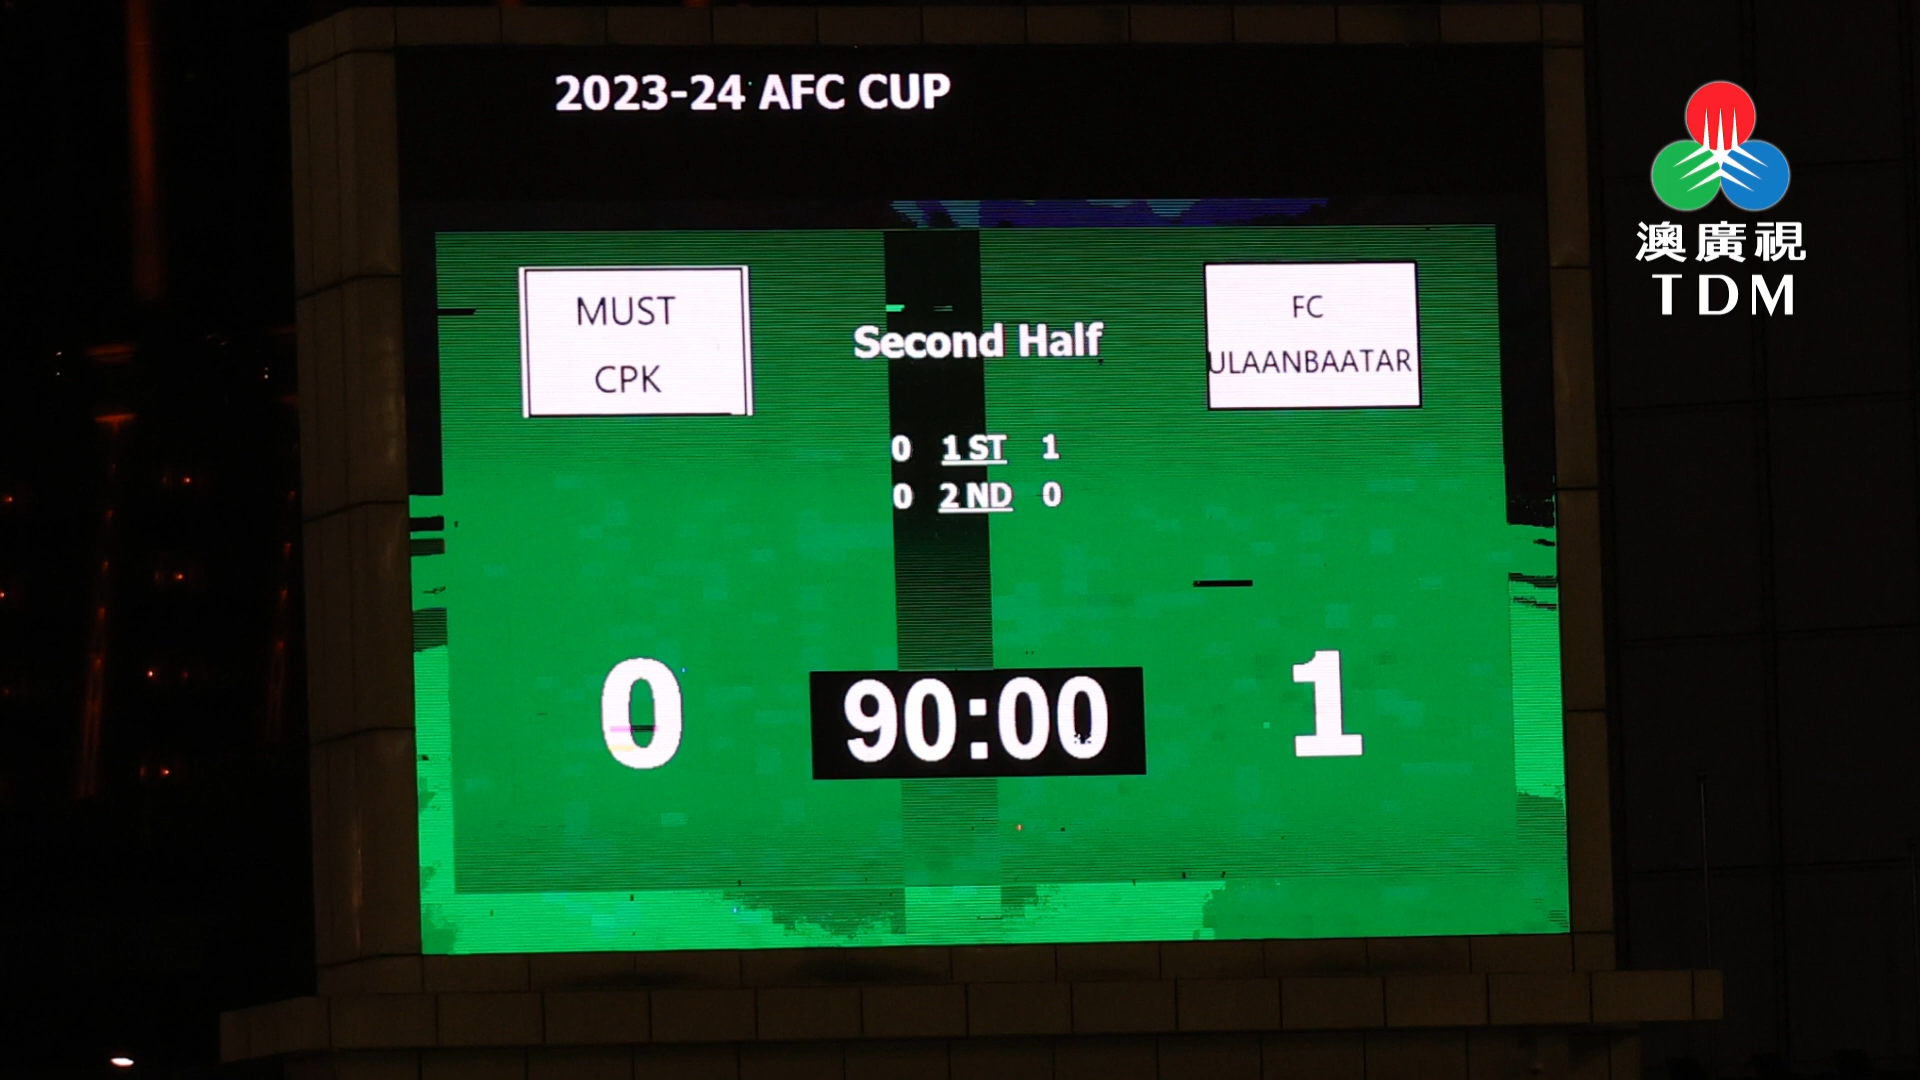 2023-24 AFC CUP
MUST
CPK
Second Half
FC
ULAANBAATAR
0 1 ST 1
0 2 ND 0
0 90:00 1
澳廣視
TDM